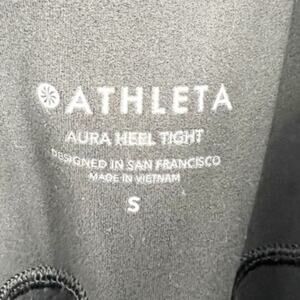 ATHLETA
AURA HEEL TIGHT
DESIGNED IN SAN FRANCISCO
MADE IN VIETNAM
S